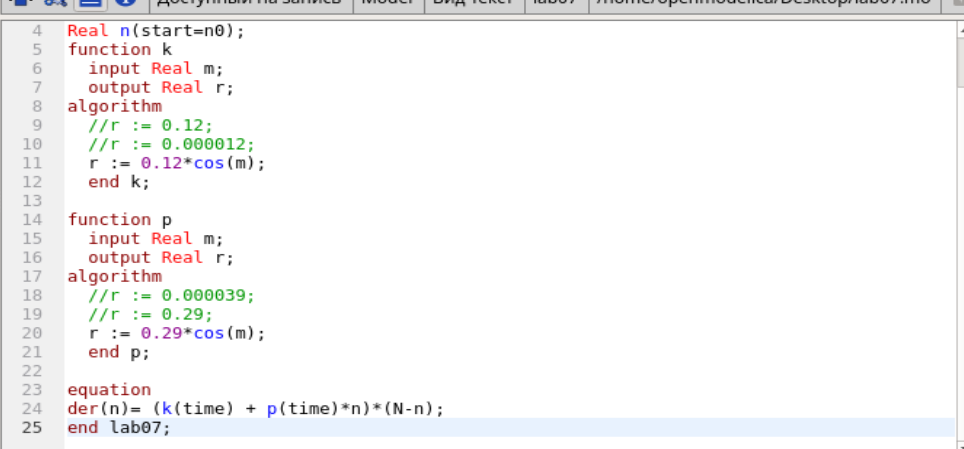 Доступный на запись Model Вид Текст lab07 /home/openmodelica/Desktop/lab07.mo
4 Real n(start=n0);
5 function k
6 input Real m;
7 output Real r;
8 algorithm
9 //r := 0.12;
10 //r := 0.000012;
11 r := 0.12*cos(m);
12 end k;
13
14 function p
15 input Real m;
16 output Real r;
17 algorithm
18 //r := 0.000039;
19 //r := 0.29;
20 r := 0.29*cos(m);
21 end p;
22
23 equation
24 der(n)= (k(time) + p(time)*n)*(N-n);
25 end lab07;